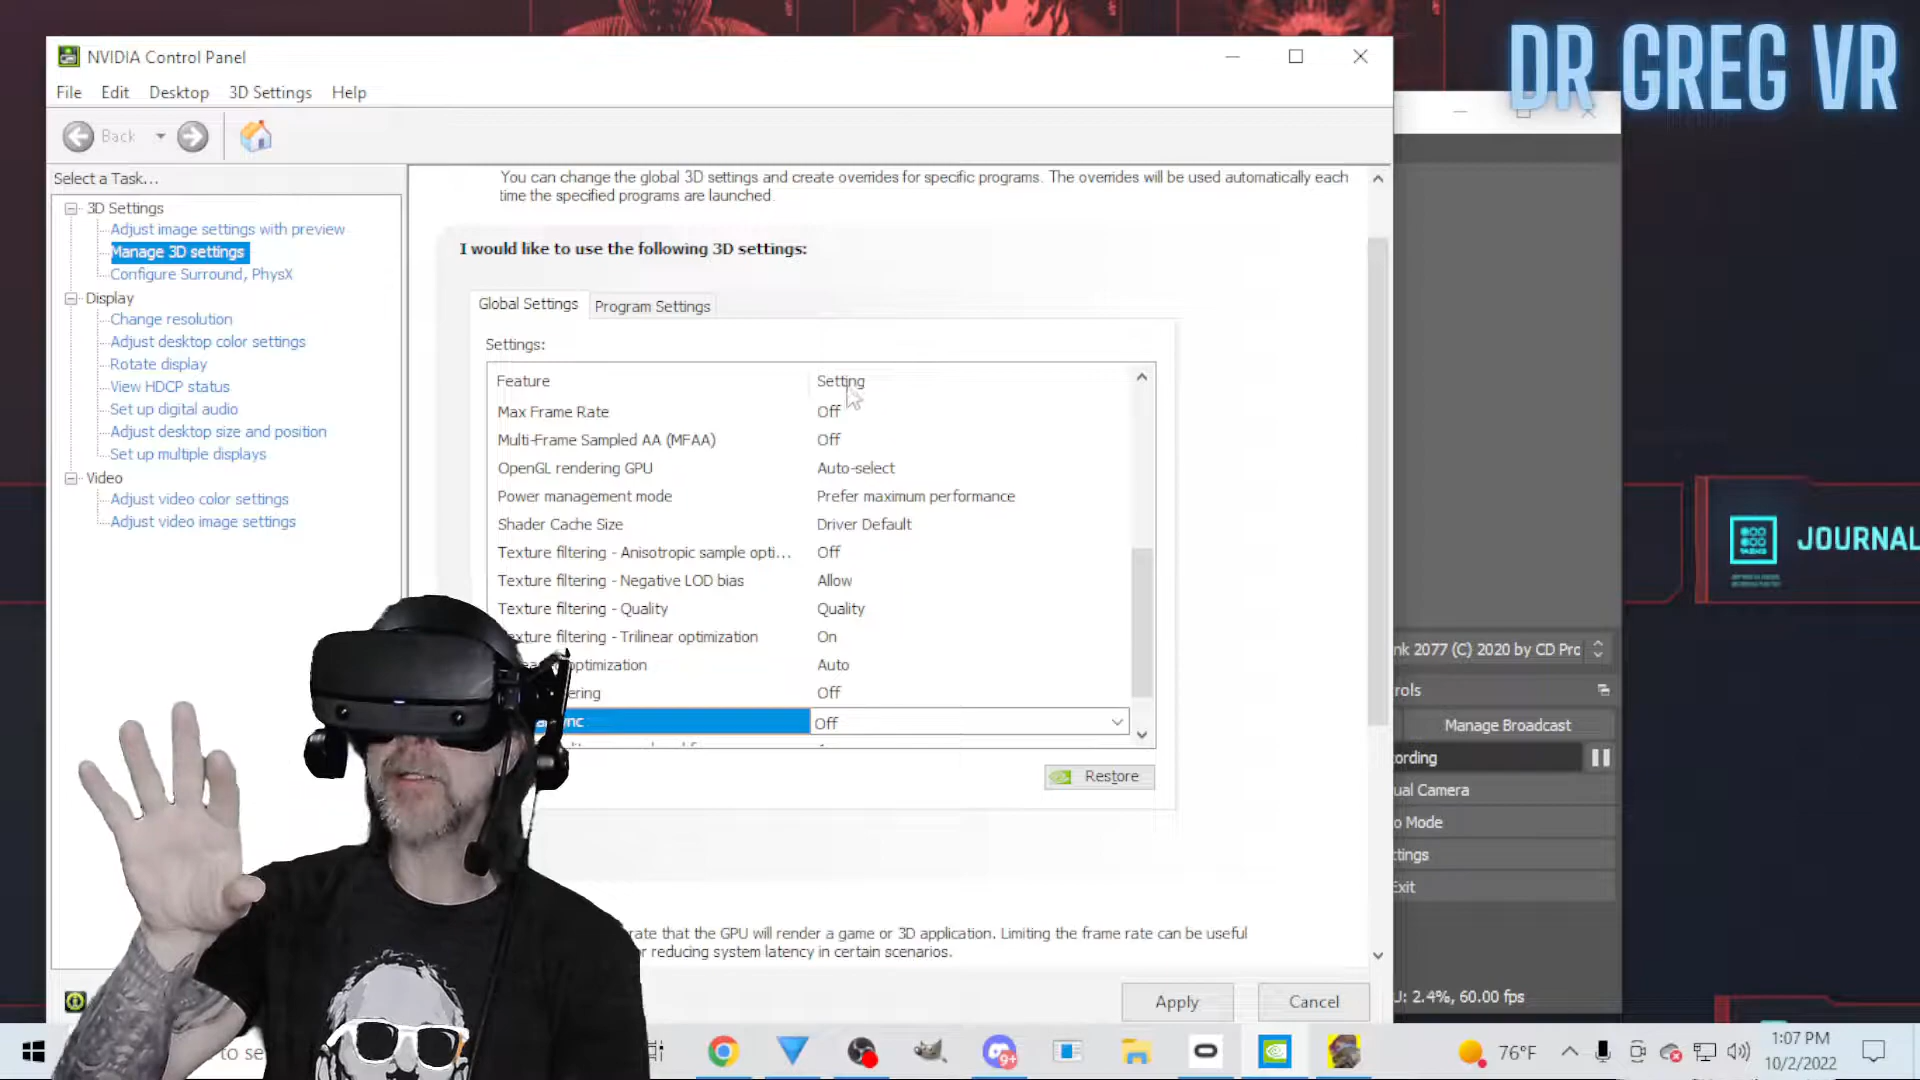 DR GREG VR
NVIDIA Control Panel
File Edit Desktop 3D Settings Help
Back
Select a Task...
3D Settings
Adjust image settings with preview
Manage 3D settings
Configure Surround, PhysX
Display
Change resolution
Adjust desktop color settings
Rotate display
View HDCP status
Set up digital audio
Adjust desktop size and position
Set up multiple displays
Video
Adjust video color settings
Adjust video image settings
You can change the global 3D settings and create overrides for specific programs. The overrides will be used automatically each
time the specified programs are launched.
I would like to use the following 3D settings:
Global Settings Program Settings
Settings:
Feature Setting
Max Frame Rate Off
Multi-Frame Sampled AA (MFAA) Off
OpenGL rendering GPU Auto-select
Power management mode Prefer maximum performance
Shader Cache Size Driver Default
Texture filtering - Anisotropic sample opti... Off
Texture filtering - Negative LOD bias Allow
Texture filtering - Quality Quality
exture filtering - Trilinear optimization On
optimization Auto
ering Off
nc Off
Restore
rate that the GPU will render a game or 3D application. Limiting the frame rate can be useful
or reducing system latency in certain scenarios.
Apply Cancel
JOURNAL
nk 2077 (C) 2020 by CD Pro
rols
Manage Broadcast
ording
ual Camera
o Mode
ttings
Exit
U: 2.4%, 60.00 fps
to se
9+
76°F
1:07 PM
10/2/2022